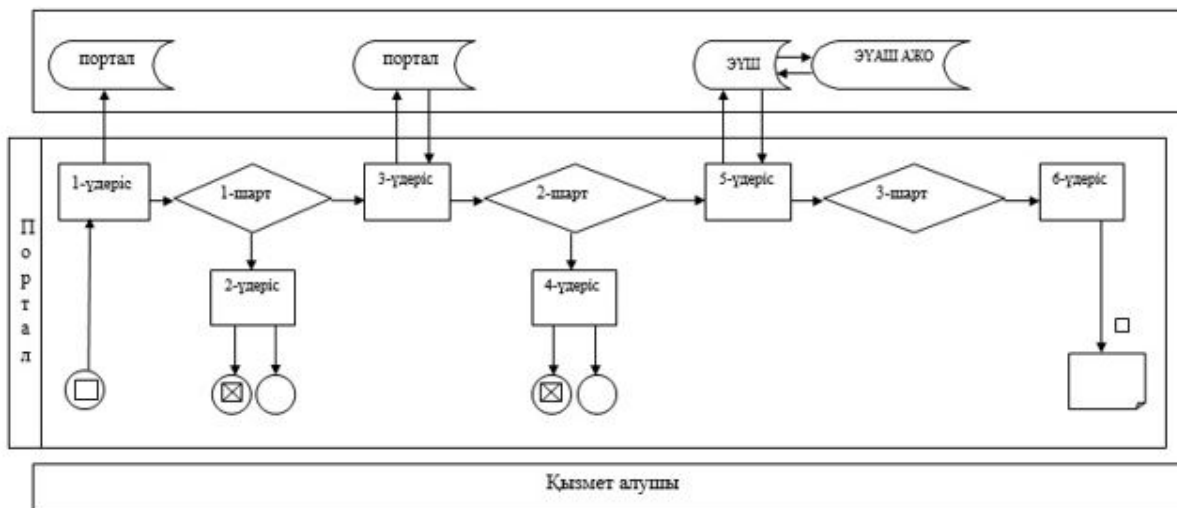 портал
портал
ЭҮШ
ЭҮАШ АЖО
1-үдеріс
1-шарт
3-үдеріс
2-шарт
5-үдеріс
3-шарт
6-үдеріс
2-үдеріс
4-үдеріс
Портал
Қызмет алушы